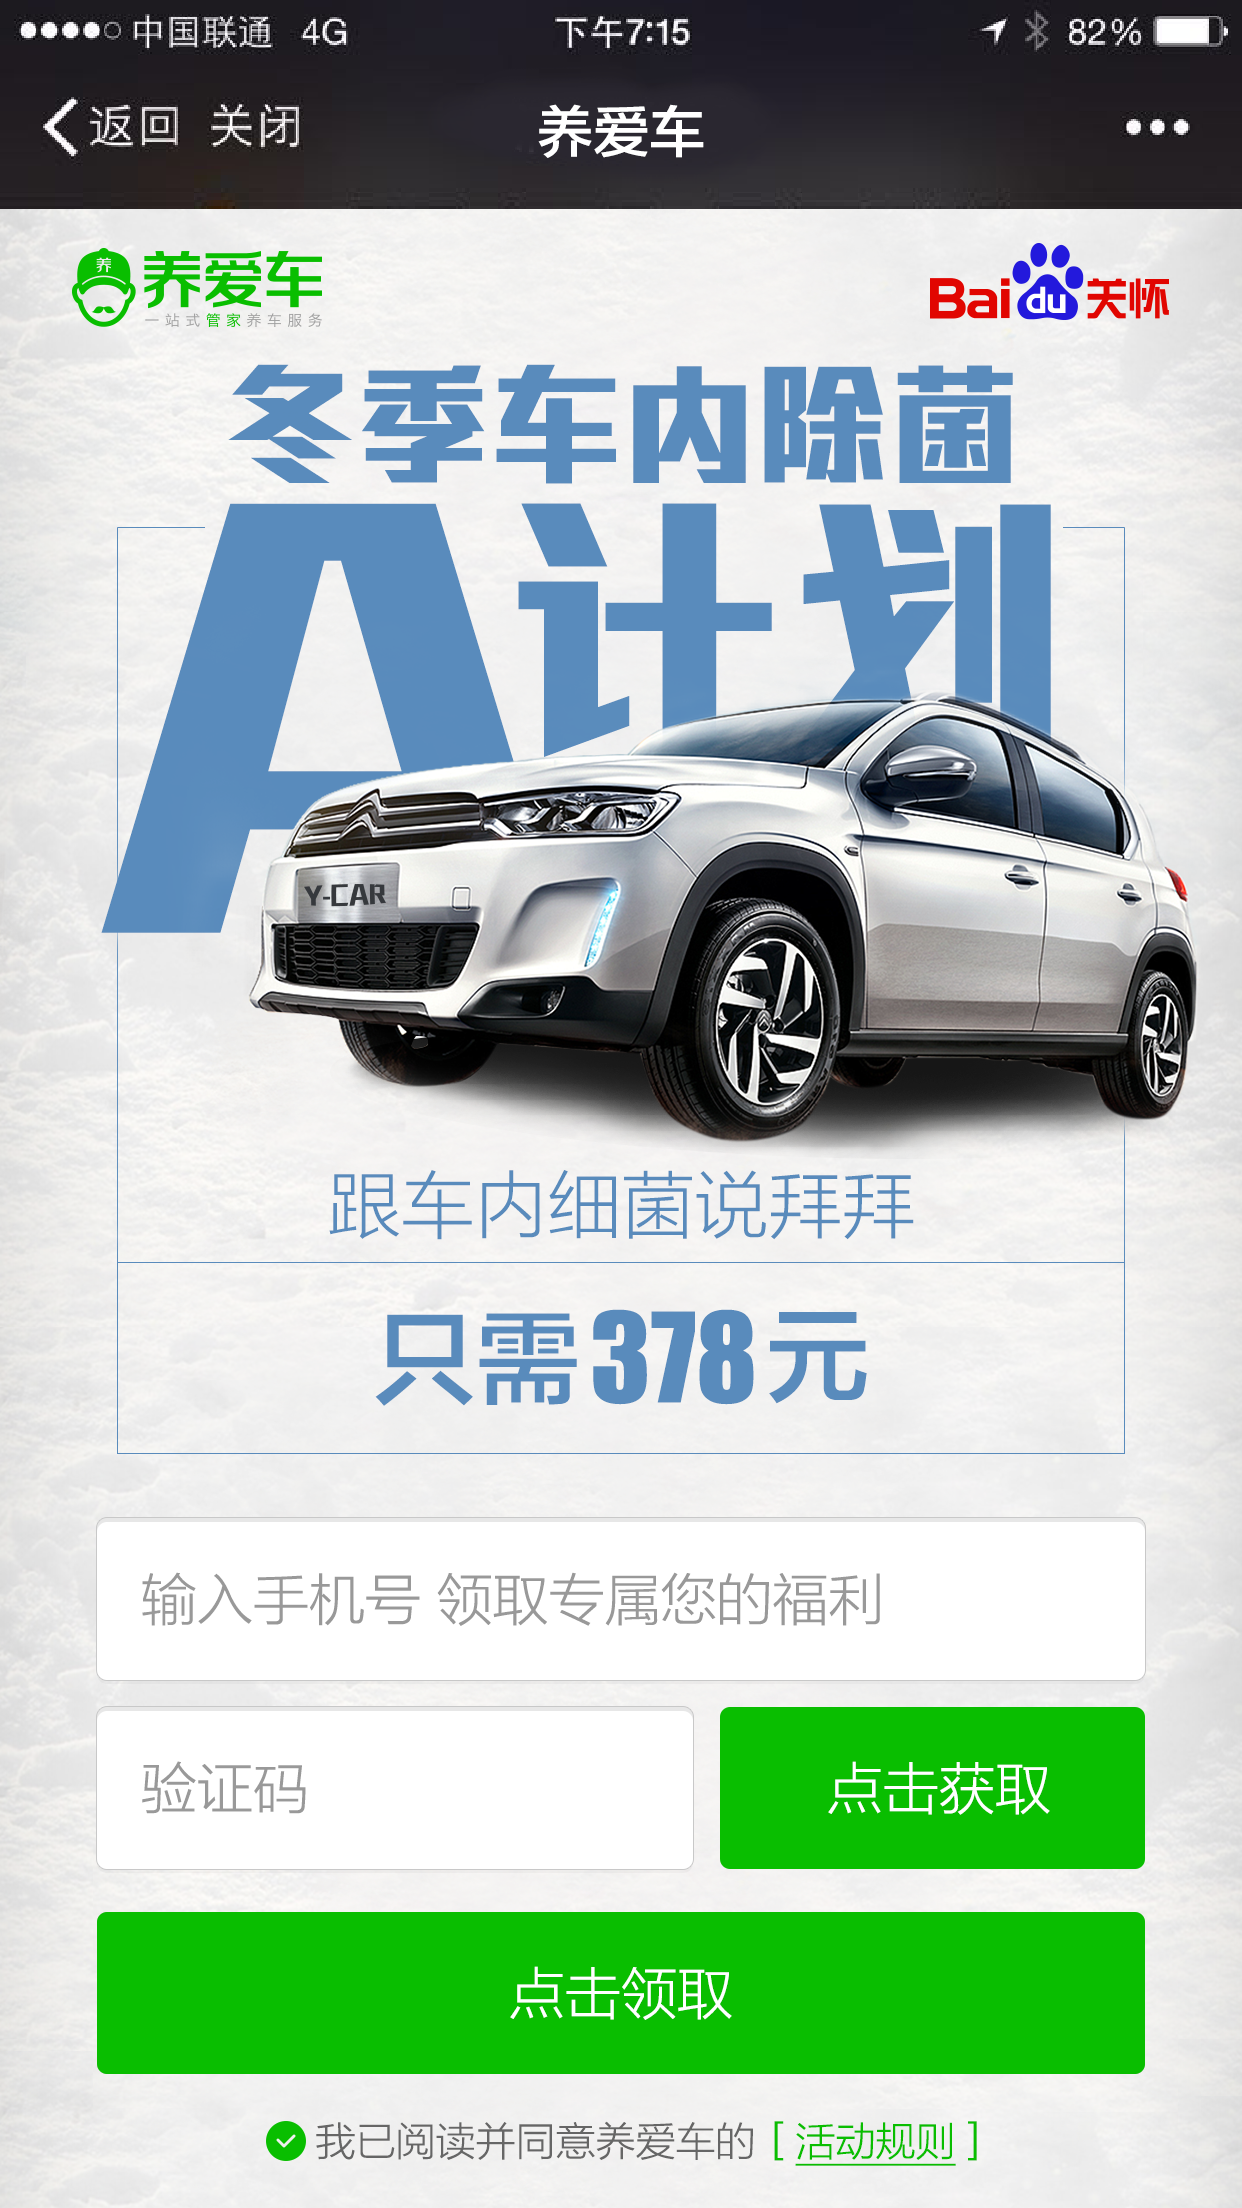 中国联通 4G 下午7:15 82%
返回 关闭 养爱车
养 养爱车 Baidu关怀
一站式管家养车服务
冬季车内除菌
A计划
Y-CAR
跟车内细菌说拜拜
只需378元
输入手机号 领取专属您的福利
验证码 点击获取
点击领取
我已阅读并同意养爱车的 [ 活动规则 ]